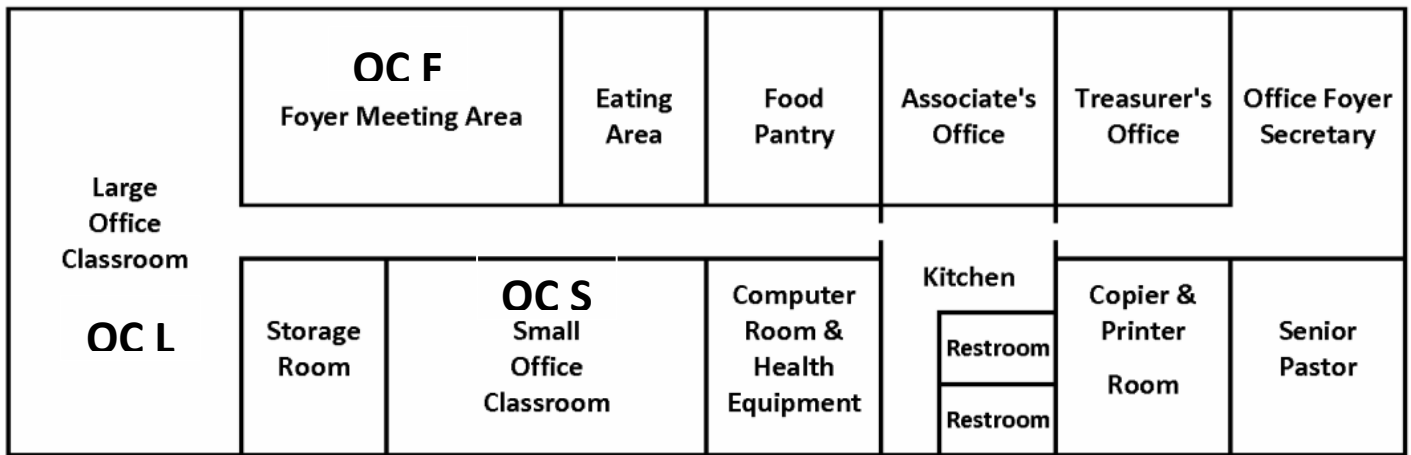 OC F
Foyer Meeting Area
Eating
Area
Food
Pantry
Associate's
Office
Treasurer's
Office
Office Foyer
Secretary
Large
Office
Classroom
OC L
Storage
Room
OC S
Small
Office
Classroom
Computer
Room &
Health
Equipment
Kitchen
Restroom
Restroom
Copier &
Printer
Room
Senior
Pastor